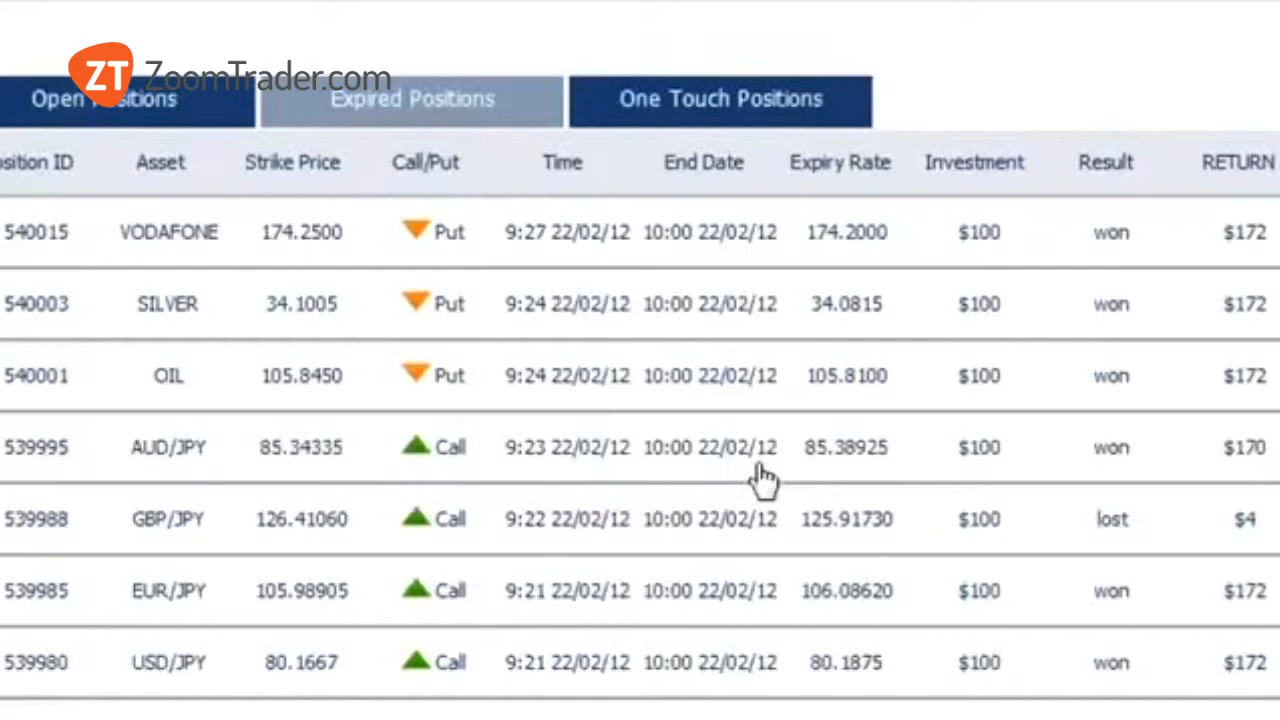 ZT ZoomTrader.com
Open Positions Expired Positions One Touch Positions
osition ID Asset Strike Price Call/Put Time End Date Expiry Rate Investment Result RETURN
540015 VODAFONE 174.2500 Put 9:27 22/02/12 10:00 22/02/12 174.2000 $100 won $172
540003 SILVER 34.1005 Put 9:24 22/02/12 10:00 22/02/12 34.0815 $100 won $172
540001 OIL 105.8450 Put 9:24 22/02/12 10:00 22/02/12 105.8100 $100 won $172
539995 AUD/JPY 85.34335 Call 9:23 22/02/12 10:00 22/02/12 85.38925 $100 won $170
539988 GBP/JPY 126.41060 Call 9:22 22/02/12 10:00 22/02/12 125.91730 $100 lost $4
539985 EUR/JPY 105.98905 Call 9:21 22/02/12 10:00 22/02/12 106.08620 $100 won $172
539980 USD/JPY 80.1667 Call 9:21 22/02/12 10:00 22/02/12 80.1875 $100 won $172